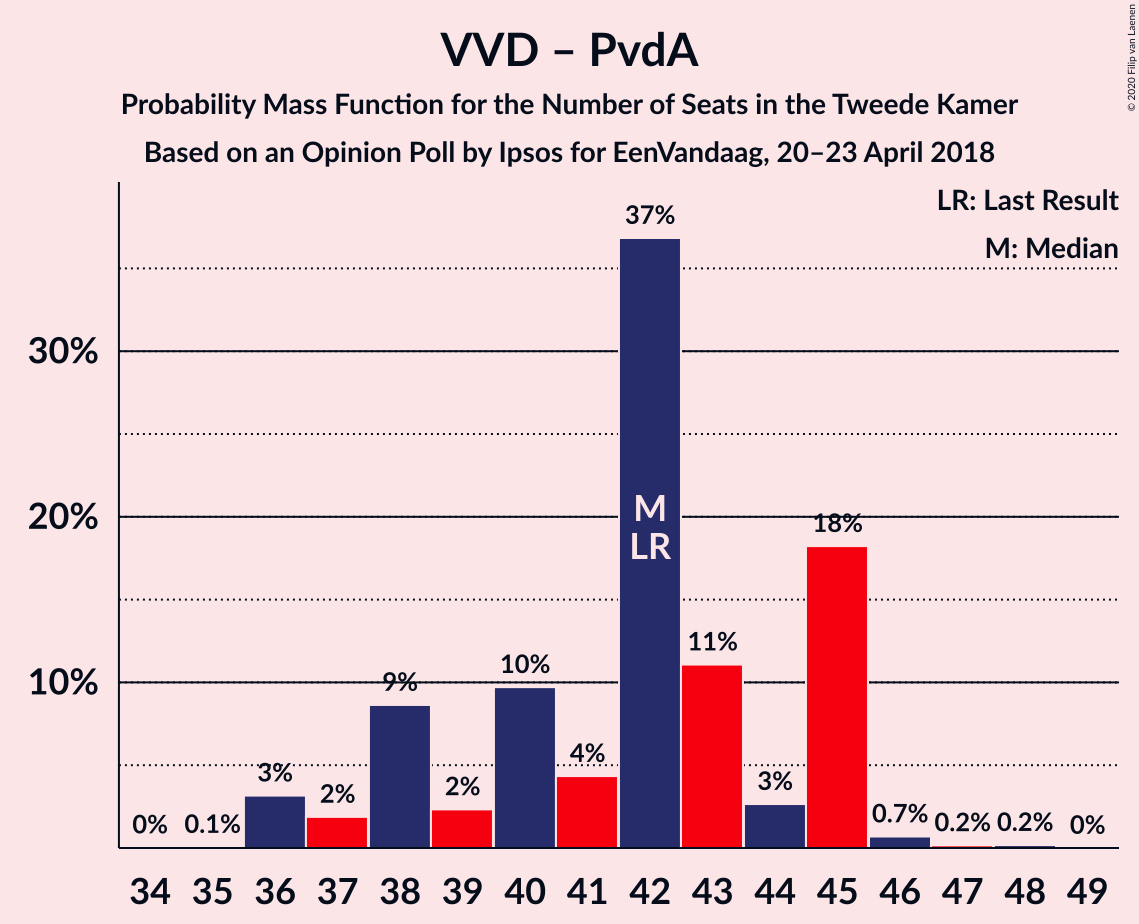 VVD – PvdA
Probability Mass Function for the Number of Seats in the Tweede Kamer
Based on an Opinion Poll by Ipsos for EenVandaag, 20–23 April 2018
© 2020 Filip van Laenen
LR: Last Result
M: Median
30%
20%
10%
0%
0.1%
3%
2%
9%
2%
10%
4%
37%
11%
3%
18%
0.7%
0.2%
0.2%
0%
M
LR
34 35 36 37 38 39 40 41 42 43 44 45 46 47 48 49